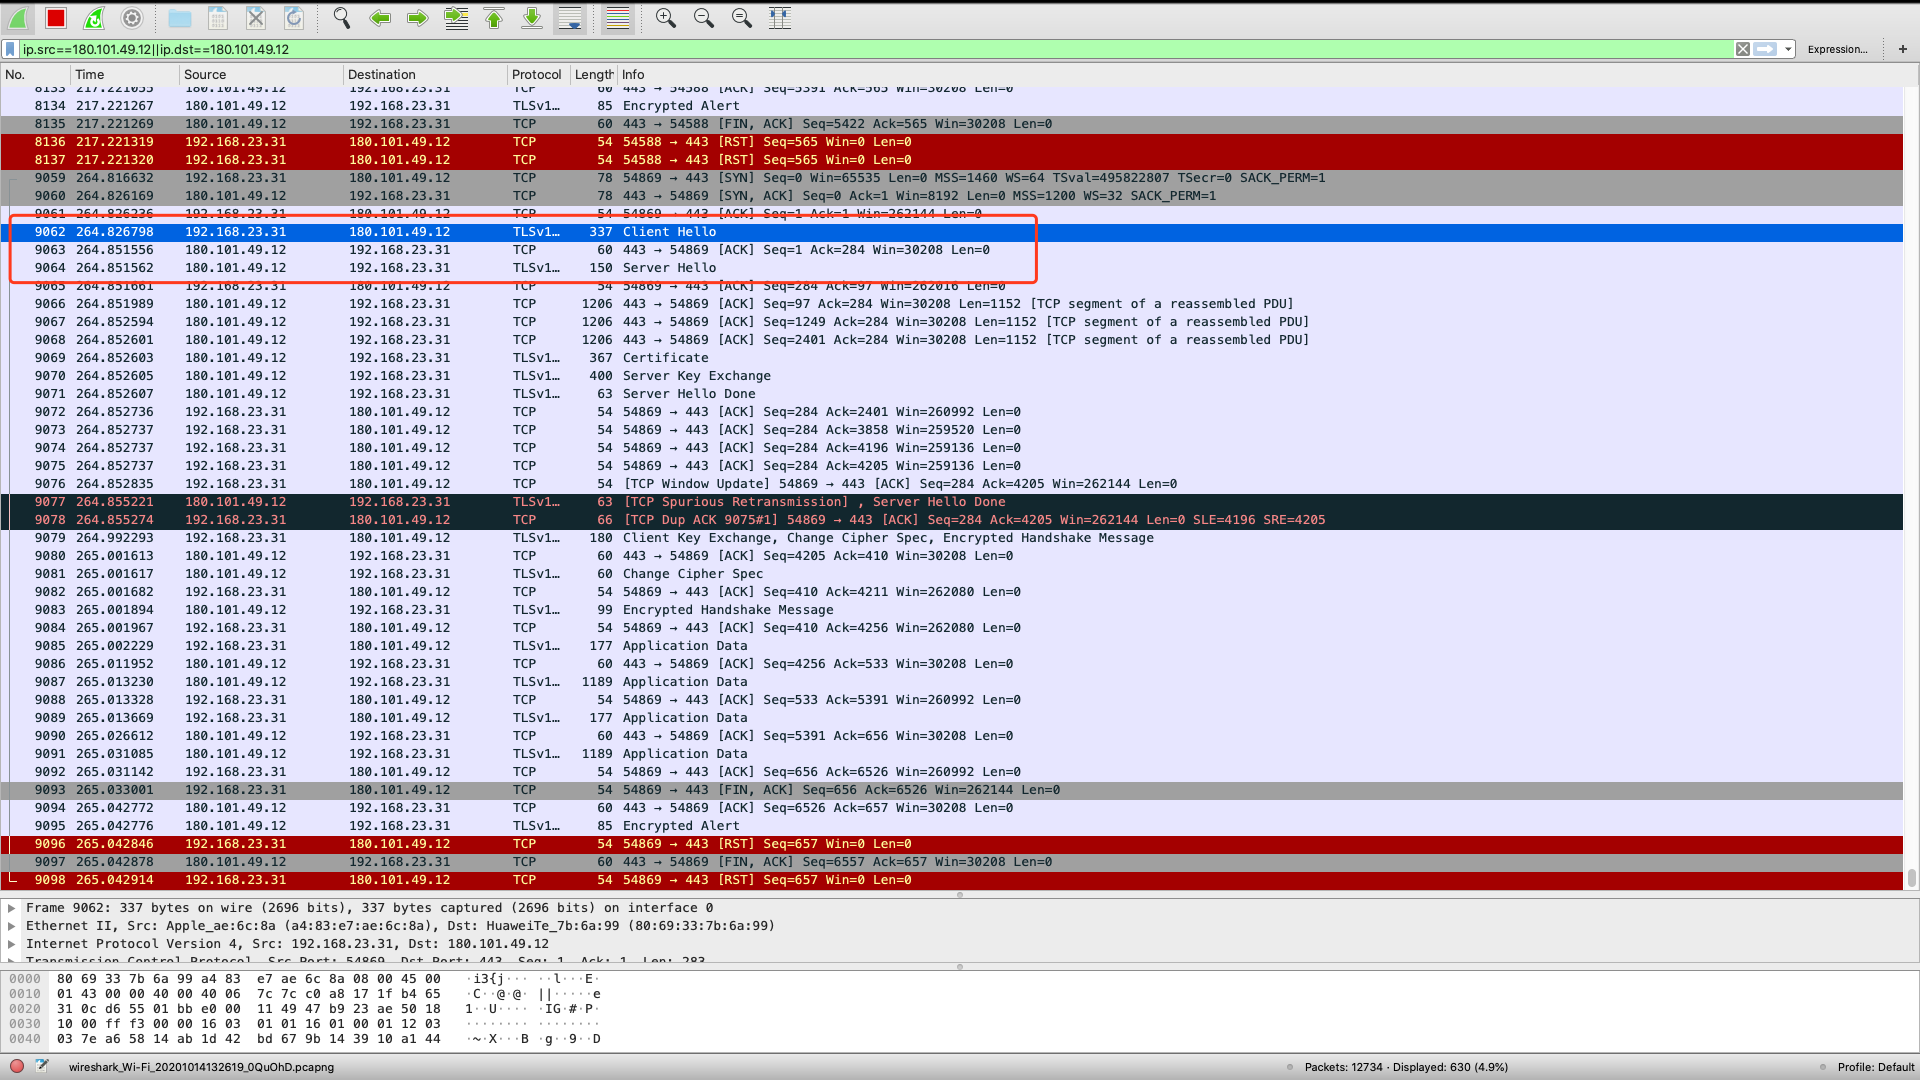 ip.src==180.101.49.12||ip.dst==180.101.49.12 Expression… +
No. Time Source Destination Protocol Length Info
8133 217.221055 180.101.49.12 192.168.23.31 TCP 60 443 → 54588 [ACK] Seq=5391 Ack=565 Win=30208 Len=0
8134 217.221267 180.101.49.12 192.168.23.31 TLSv1… 85 Encrypted Alert
8135 217.221269 180.101.49.12 192.168.23.31 TCP 60 443 → 54588 [FIN, ACK] Seq=5422 Ack=565 Win=30208 Len=0
8136 217.221319 192.168.23.31 180.101.49.12 TCP 54 54588 → 443 [RST] Seq=565 Win=0 Len=0
8137 217.221320 192.168.23.31 180.101.49.12 TCP 54 54588 → 443 [RST] Seq=565 Win=0 Len=0
9059 264.816632 192.168.23.31 180.101.49.12 TCP 78 54869 → 443 [SYN] Seq=0 Win=65535 Len=0 MSS=1460 WS=64 TSval=495822807 TSecr=0 SACK_PERM=1
9060 264.826169 180.101.49.12 192.168.23.31 TCP 78 443 → 54869 [SYN, ACK] Seq=0 Ack=1 Win=8192 Len=0 MSS=1200 WS=32 SACK_PERM=1
9061 264.826236 192.168.23.31 180.101.49.12 TCP 54 54869 → 443 [ACK] Seq=1 Ack=1 Win=262144 Len=0
9062 264.826798 192.168.23.31 180.101.49.12 TLSv1… 337 Client Hello
9063 264.851556 180.101.49.12 192.168.23.31 TCP 60 443 → 54869 [ACK] Seq=1 Ack=284 Win=30208 Len=0
9064 264.851562 180.101.49.12 192.168.23.31 TLSv1… 150 Server Hello
9065 264.851661 192.168.23.31 180.101.49.12 TCP 54 54869 → 443 [ACK] Seq=284 Ack=97 Win=262016 Len=0
9066 264.851989 180.101.49.12 192.168.23.31 TCP 1206 443 → 54869 [ACK] Seq=97 Ack=284 Win=30208 Len=1152 [TCP segment of a reassembled PDU]
9067 264.852594 180.101.49.12 192.168.23.31 TCP 1206 443 → 54869 [ACK] Seq=1249 Ack=284 Win=30208 Len=1152 [TCP segment of a reassembled PDU]
9068 264.852601 180.101.49.12 192.168.23.31 TCP 1206 443 → 54869 [ACK] Seq=2401 Ack=284 Win=30208 Len=1152 [TCP segment of a reassembled PDU]
9069 264.852603 180.101.49.12 192.168.23.31 TLSv1… 367 Certificate
9070 264.852605 180.101.49.12 192.168.23.31 TLSv1… 400 Server Key Exchange
9071 264.852607 180.101.49.12 192.168.23.31 TLSv1… 63 Server Hello Done
9072 264.852736 192.168.23.31 180.101.49.12 TCP 54 54869 → 443 [ACK] Seq=284 Ack=2401 Win=260992 Len=0
9073 264.852737 192.168.23.31 180.101.49.12 TCP 54 54869 → 443 [ACK] Seq=284 Ack=3858 Win=259520 Len=0
9074 264.852737 192.168.23.31 180.101.49.12 TCP 54 54869 → 443 [ACK] Seq=284 Ack=4196 Win=259136 Len=0
9075 264.852737 192.168.23.31 180.101.49.12 TCP 54 54869 → 443 [ACK] Seq=284 Ack=4205 Win=259136 Len=0
9076 264.852835 192.168.23.31 180.101.49.12 TCP 54 [TCP Window Update] 54869 → 443 [ACK] Seq=284 Ack=4205 Win=262144 Len=0
9077 264.855221 180.101.49.12 192.168.23.31 TLSv1… 63 [TCP Spurious Retransmission] , Server Hello Done
9078 264.855274 192.168.23.31 180.101.49.12 TCP 66 [TCP Dup ACK 9075#1] 54869 → 443 [ACK] Seq=284 Ack=4205 Win=262144 Len=0 SLE=4196 SRE=4205
9079 264.992293 192.168.23.31 180.101.49.12 TLSv1… 180 Client Key Exchange, Change Cipher Spec, Encrypted Handshake Message
9080 265.001613 180.101.49.12 192.168.23.31 TCP 60 443 → 54869 [ACK] Seq=4205 Ack=410 Win=30208 Len=0
9081 265.001617 180.101.49.12 192.168.23.31 TLSv1… 60 Change Cipher Spec
9082 265.001682 192.168.23.31 180.101.49.12 TCP 54 54869 → 443 [ACK] Seq=410 Ack=4211 Win=262080 Len=0
9083 265.001894 180.101.49.12 192.168.23.31 TLSv1… 99 Encrypted Handshake Message
9084 265.001967 192.168.23.31 180.101.49.12 TCP 54 54869 → 443 [ACK] Seq=410 Ack=4256 Win=262080 Len=0
9085 265.002229 192.168.23.31 180.101.49.12 TLSv1… 177 Application Data
9086 265.011952 180.101.49.12 192.168.23.31 TCP 60 443 → 54869 [ACK] Seq=4256 Ack=533 Win=30208 Len=0
9087 265.013230 180.101.49.12 192.168.23.31 TLSv1… 1189 Application Data
9088 265.013328 192.168.23.31 180.101.49.12 TCP 54 54869 → 443 [ACK] Seq=533 Ack=5391 Win=260992 Len=0
9089 265.013669 192.168.23.31 180.101.49.12 TLSv1… 177 Application Data
9090 265.026612 180.101.49.12 192.168.23.31 TCP 60 443 → 54869 [ACK] Seq=5391 Ack=656 Win=30208 Len=0
9091 265.031085 180.101.49.12 192.168.23.31 TLSv1… 1189 Application Data
9092 265.031142 192.168.23.31 180.101.49.12 TCP 54 54869 → 443 [ACK] Seq=656 Ack=6526 Win=260992 Len=0
9093 265.033001 192.168.23.31 180.101.49.12 TCP 54 54869 → 443 [FIN, ACK] Seq=656 Ack=6526 Win=262144 Len=0
9094 265.042772 180.101.49.12 192.168.23.31 TCP 60 443 → 54869 [ACK] Seq=6526 Ack=657 Win=30208 Len=0
9095 265.042776 180.101.49.12 192.168.23.31 TLSv1… 85 Encrypted Alert
9096 265.042846 192.168.23.31 180.101.49.12 TCP 54 54869 → 443 [RST] Seq=657 Win=0 Len=0
9097 265.042878 180.101.49.12 192.168.23.31 TCP 60 443 → 54869 [FIN, ACK] Seq=6557 Ack=657 Win=30208 Len=0
9098 265.042914 192.168.23.31 180.101.49.12 TCP 54 54869 → 443 [RST] Seq=657 Win=0 Len=0
Frame 9062: 337 bytes on wire (2696 bits), 337 bytes captured (2696 bits) on interface 0
Ethernet II, Src: Apple_ae:6c:8a (a4:83:e7:ae:6c:8a), Dst: HuaweiTe_7b:6a:99 (80:69:33:7b:6a:99)
Internet Protocol Version 4, Src: 192.168.23.31, Dst: 180.101.49.12
Transmission Control Protocol, Src Port: 54869, Dst Port: 443, Seq: 1, Ack: 1, Len: 283
0000 80 69 33 7b 6a 99 a4 83 e7 ae 6c 8a 08 00 45 00 ·i3{j··· ··l···E·
0010 01 43 00 00 40 00 40 06 7c 7c c0 a8 17 1f b4 65 ·C··@·@· ||·····e
0020 31 0c d6 55 01 bb e0 00 11 49 47 b9 23 ae 50 18 1··U···· ·IG·#·P·
0030 10 00 ff f3 00 00 16 03 01 01 16 01 00 01 12 03 ········ ········
0040 03 7e a6 58 14 ab 1d 42 bd 67 9b 14 39 10 a1 44 ·~·X···B ·g··9··D
wireshark_Wi-Fi_20201014132619_0QuOhD.pcapng Packets: 12734 · Displayed: 630 (4.9%) Profile: Default